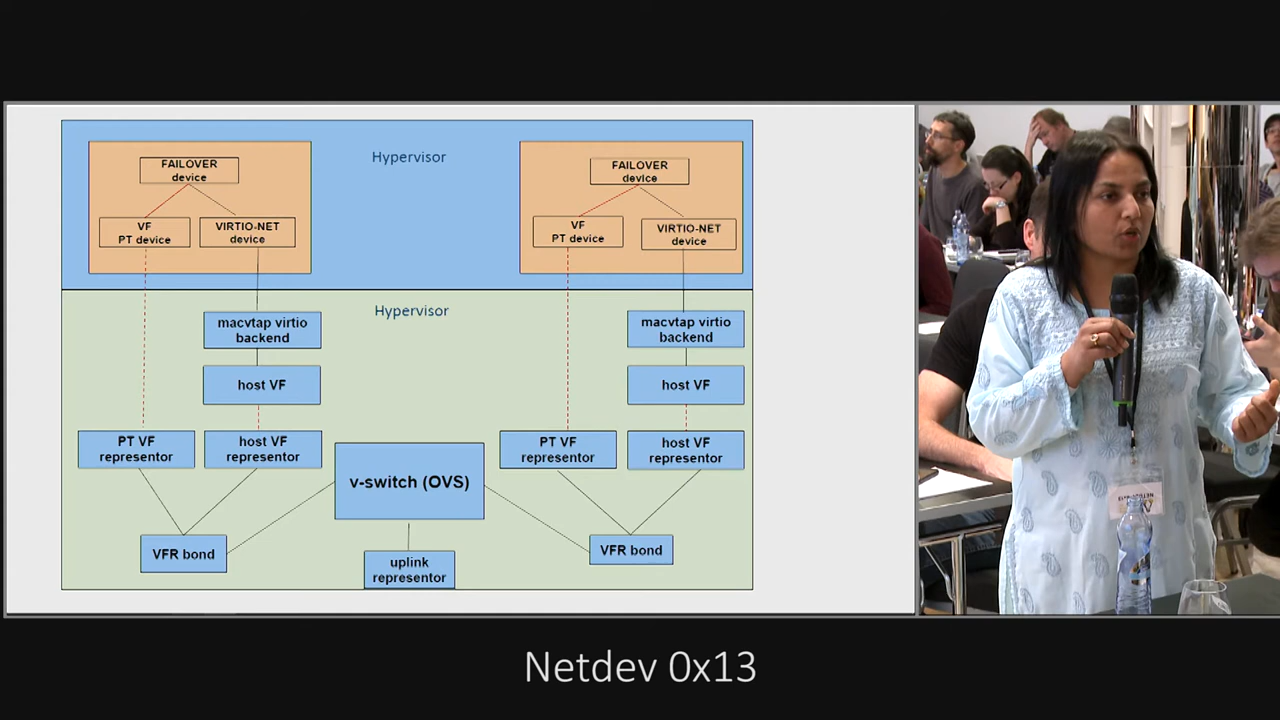 Hypervisor
FAILOVER
device
VF
PT device
VIRTIO-NET
device
FAILOVER
device
VF
PT device
VIRTIO-NET
device
Hypervisor
macvtap virtio
backend
host VF
PT VF
representor
host VF
representor
VFR bond
v-switch (OVS)
uplink
representor
macvtap virtio
backend
host VF
PT VF
representor
host VF
representor
VFR bond
Netdev 0x13